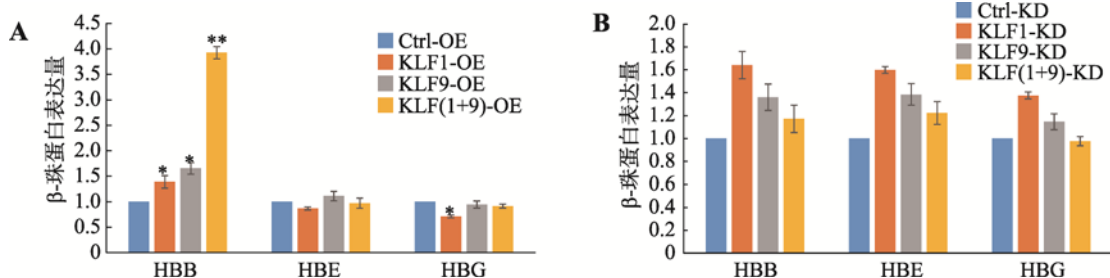 A
β-珠蛋白表达量
4.5
4.0
3.5
3.0
2.5
2.0
1.5
1.0
0.5
0
Ctrl-OE
KLF1-OE
KLF9-OE
KLF(1+9)-OE
*
*
**
*
HBB HBE HBG
B
β-珠蛋白表达量
2.0
1.8
1.6
1.4
1.2
1.0
0.8
0.6
0.4
0.2
0
Ctrl-KD
KLF1-KD
KLF9-KD
KLF(1+9)-KD
HBB HBE HBG